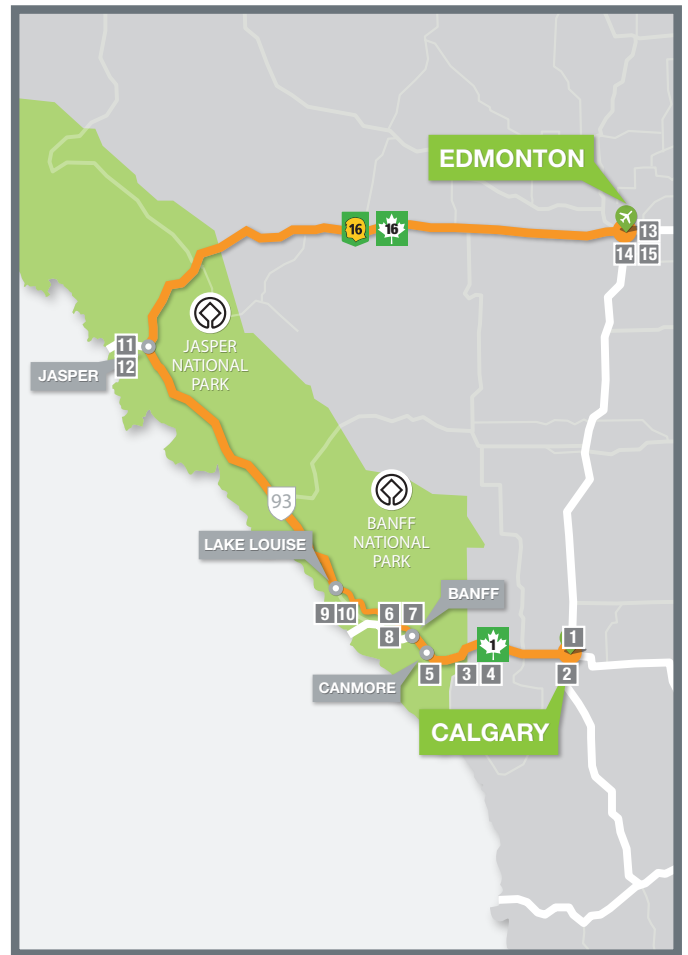 EDMONTON
16
16
13
14 15
11
JASPER
12
JASPER
NATIONAL
PARK
93
BANFF
NATIONAL
PARK
LAKE LOUISE
BANFF
9 10
6 7
8
1
1
CANMORE
5
3 4
2
CALGARY